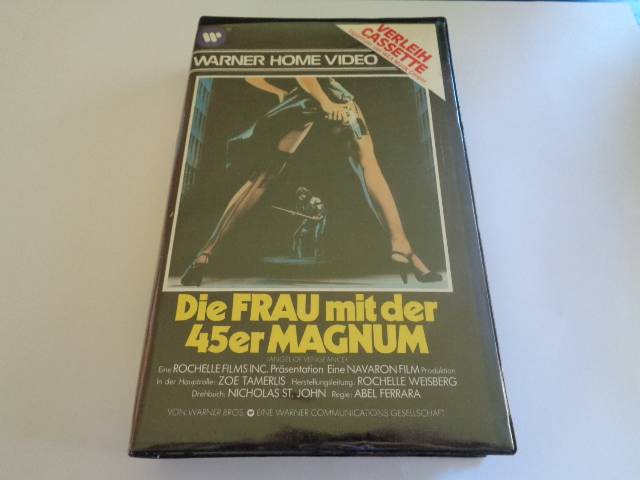 VERLEIH
CASSETTE
WARNER HOME VIDEO
Die FRAU mit der
45er MAGNUM
(ANGEL OF VENGEANCE)
Eine ROCHELLE FILMS INC. Präsentation Eine NAVARON FILM Produktion
In der Hauptrolle: ZOE TAMERLIS Herstellungsleitung: ROCHELLE WEISBERG
Drehbuch: NICHOLAS ST. JOHN Regie: ABEL FERRARA
VON WARNER BROS. EINE WARNER COMMUNICATIONS GESELLSCHAFT